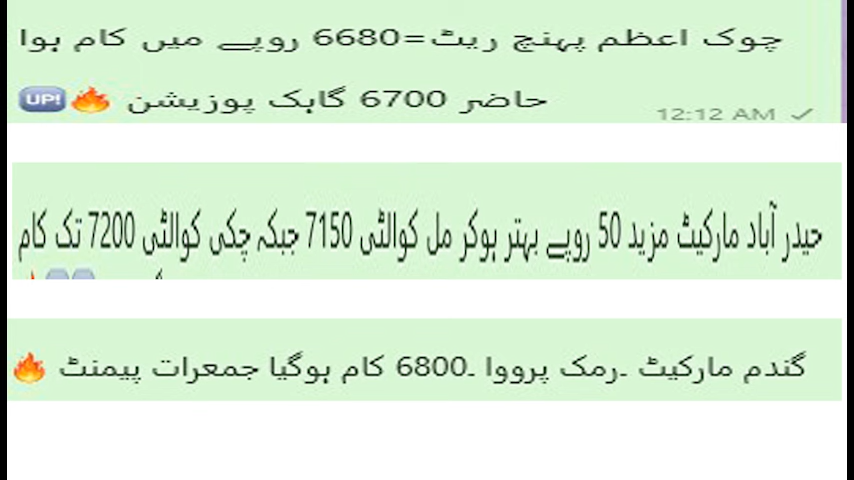 چوک اعظم پہنچ ریٹ=6680 روپے میں کام ہوا
حاضر 6700 گاہک پوزیشن 🔥 UP!
12:12 AM ✓
حیدر آباد مارکیٹ مزید 50 روپے بہتر ہوکر مل کوالٹی 7150 جبکہ چکی کوالٹی 7200 تک کام
گندم مارکیٹ ۔رمک پرووا ۔6800 کام ہوگیا جمعرات پیمنٹ 🔥